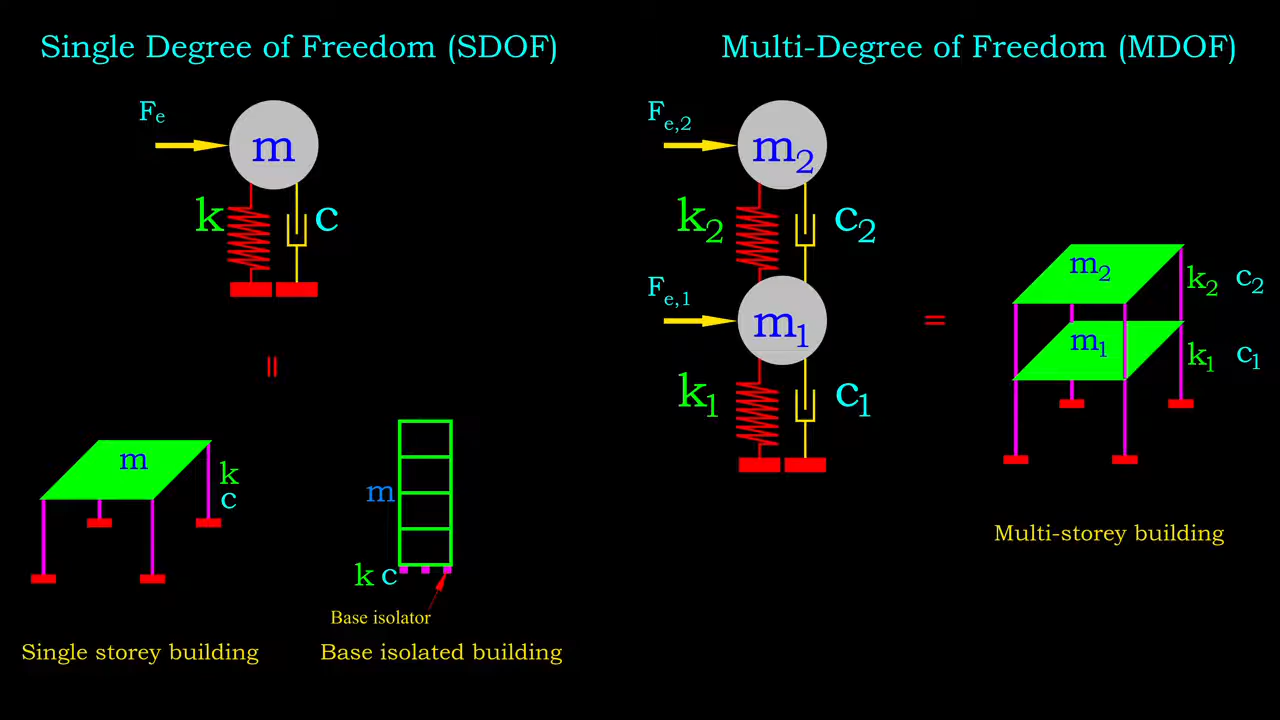 Single Degree of Freedom (SDOF)
Fe
m
k
c
=
m
k
c
Single storey building
m
k c
Base isolator
Base isolated building
Multi-Degree of Freedom (MDOF)
Fe,2
m2
k2
c2
Fe,1
m1
k1
c1
=
m2
k2 c2
m1
k1 c1
Multi-storey building